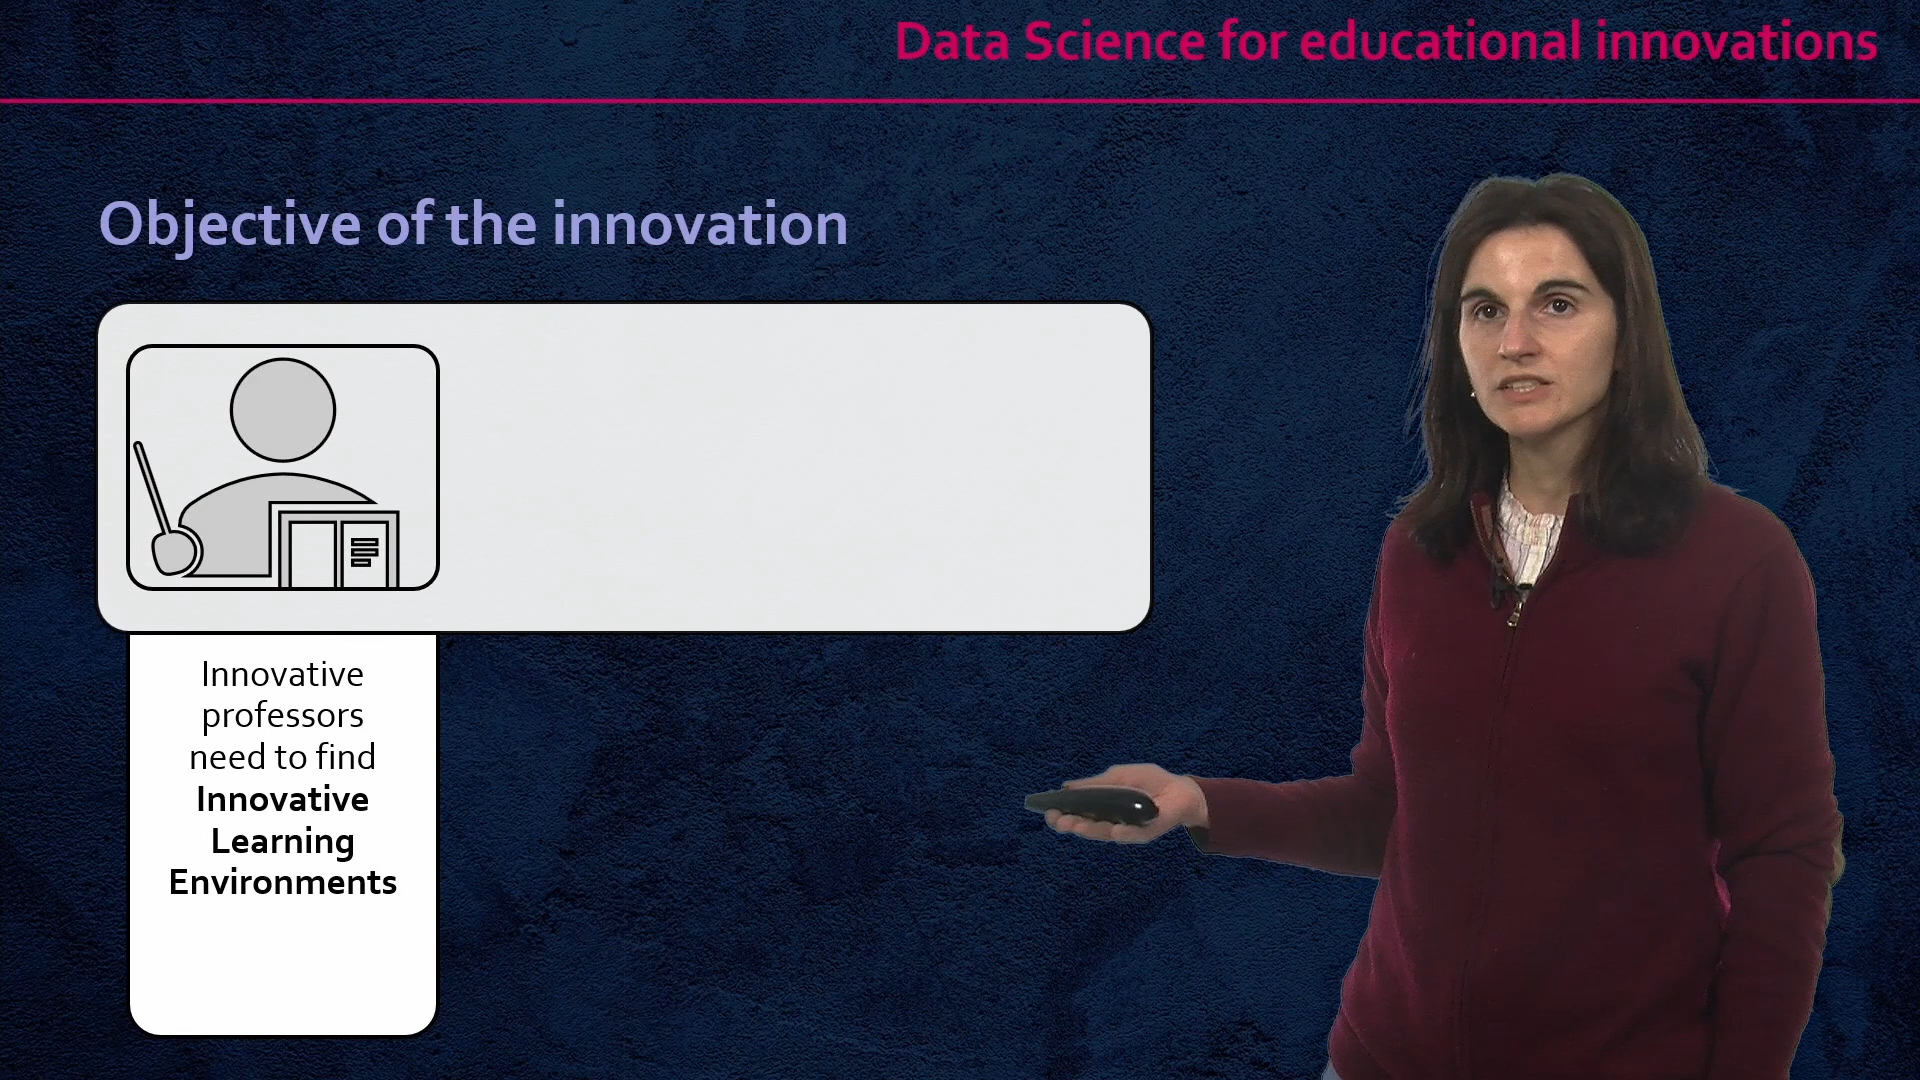 Data Science for educational innovations
Objective of the innovation
Innovative
professors
need to find
Innovative
Learning
Environments